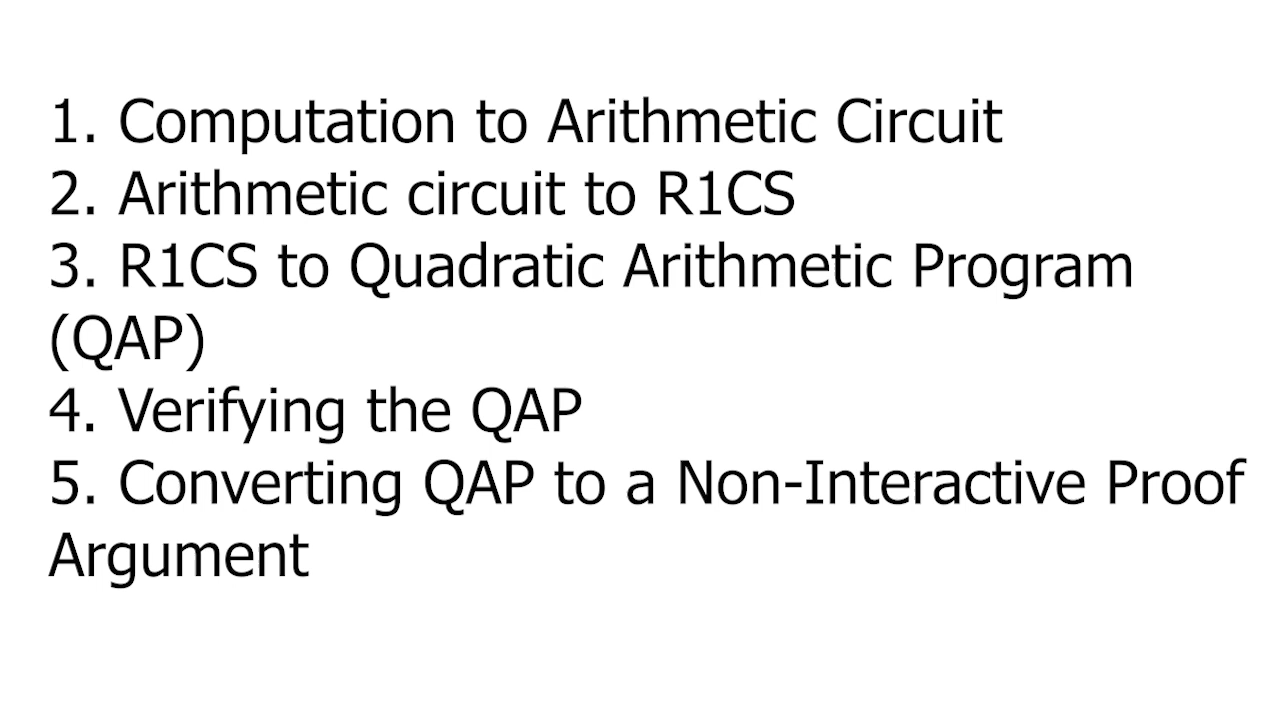 1. Computation to Arithmetic Circuit
2. Arithmetic circuit to R1CS
3. R1CS to Quadratic Arithmetic Program
(QAP)
4. Verifying the QAP
5. Converting QAP to a Non-Interactive Proof
Argument